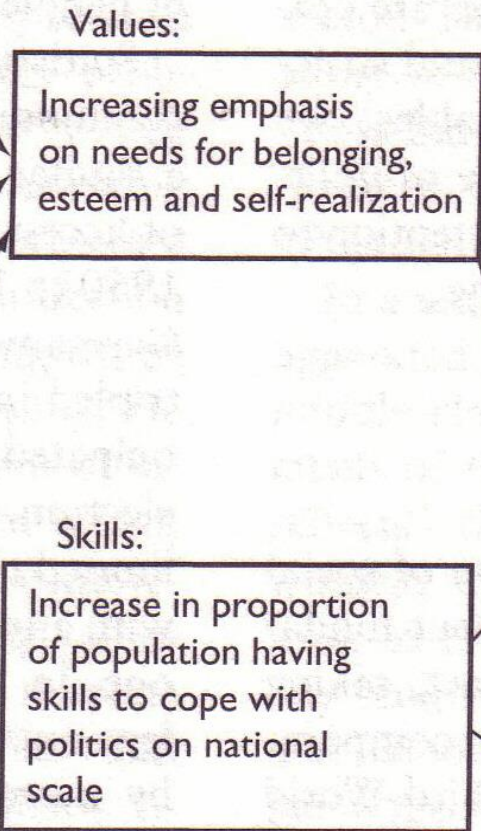 Values:
Increasing emphasis
on needs for belonging,
esteem and self-realization
Skills:
Increase in proportion
of population having
skills to cope with
politics on national
scale